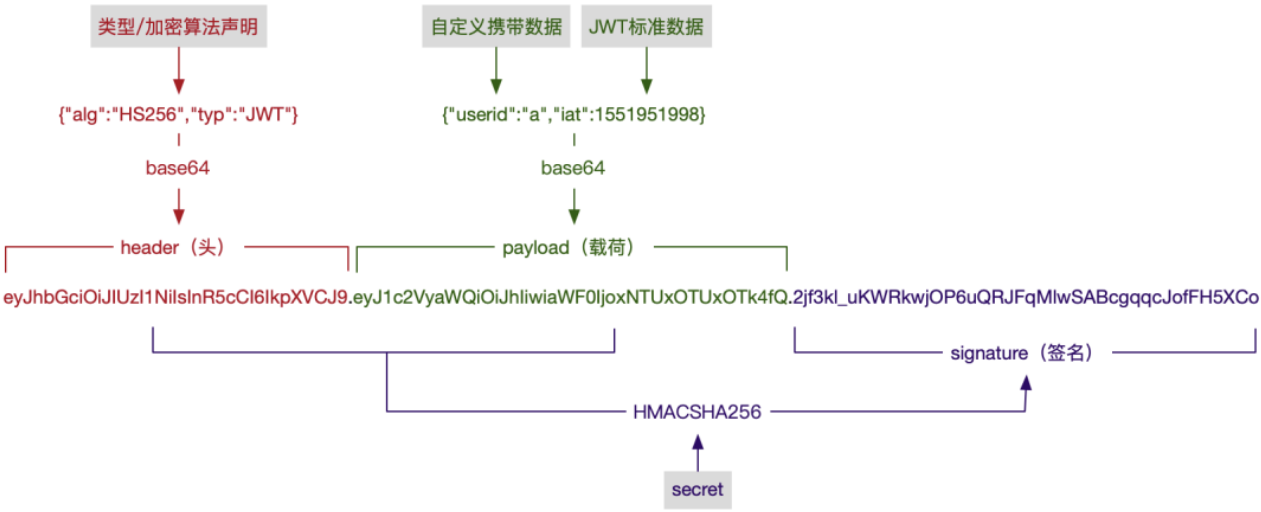 类型/加密算法声明
自定义携带数据
JWT标准数据
{"alg":"HS256","typ":"JWT"}
{"userid":"a","iat":1551951998}
base64
base64
header（头）
payload（载荷）
eyJhbGciOiJIUzI1NiIsInR5cCI6IkpXVCJ9.eyJ1c2VyaWQiOiJhIiwiaWF0IjoxNTUxOTUxOTk4fQ.2jf3kl_uKWRkwjOP6uQRJFqMlwSABcgqqcJofFH5XCo
signature（签名）
HMACSHA256
secret